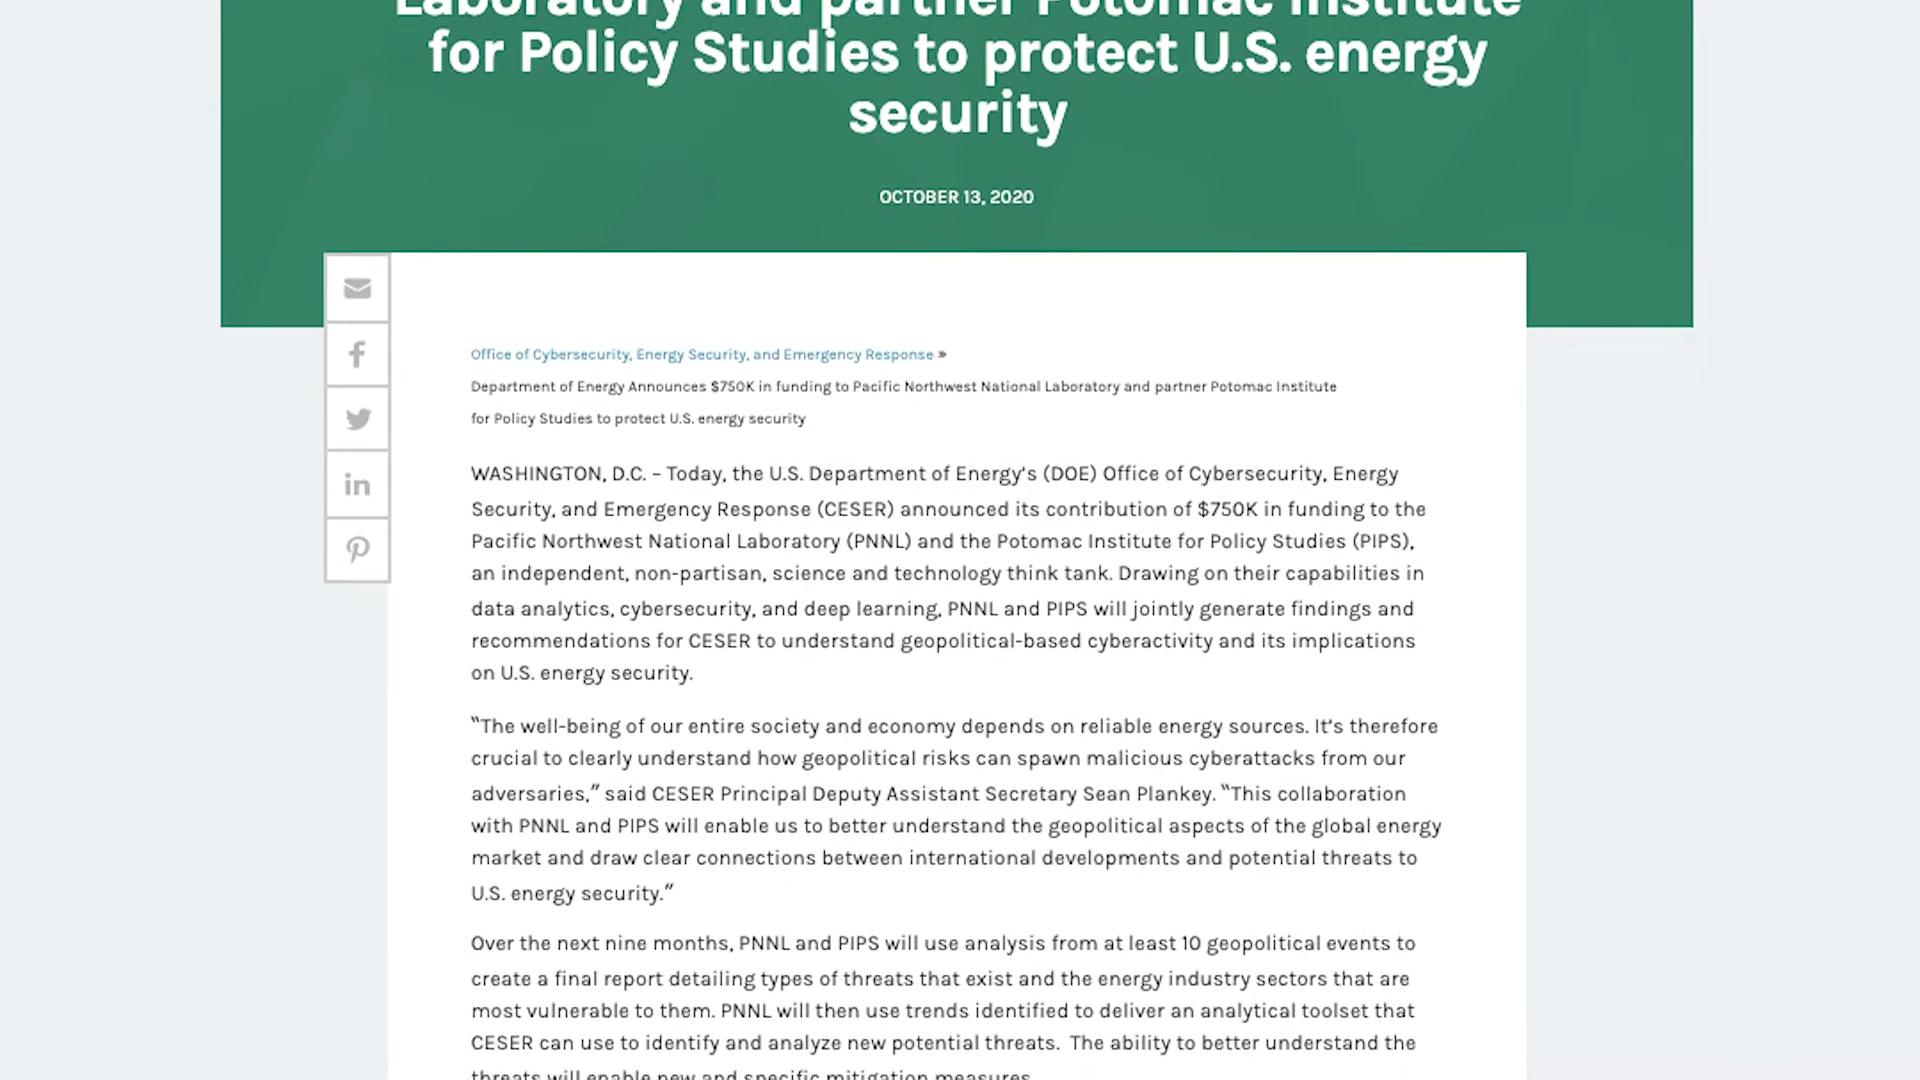 Laboratory and partner Potomac Institute
for Policy Studies to protect U.S. energy
security
OCTOBER 13, 2020
Office of Cybersecurity, Energy Security, and Emergency Response »
Department of Energy Announces $750K in funding to Pacific Northwest National Laboratory and partner Potomac Institute
for Policy Studies to protect U.S. energy security
WASHINGTON, D.C. – Today, the U.S. Department of Energy's (DOE) Office of Cybersecurity, Energy
Security, and Emergency Response (CESER) announced its contribution of $750K in funding to the
Pacific Northwest National Laboratory (PNNL) and the Potomac Institute for Policy Studies (PIPS),
an independent, non-partisan, science and technology think tank. Drawing on their capabilities in
data analytics, cybersecurity, and deep learning, PNNL and PIPS will jointly generate findings and
recommendations for CESER to understand geopolitical-based cyberactivity and its implications
on U.S. energy security.
“The well-being of our entire society and economy depends on reliable energy sources. It's therefore
crucial to clearly understand how geopolitical risks can spawn malicious cyberattacks from our
adversaries,” said CESER Principal Deputy Assistant Secretary Sean Plankey. “This collaboration
with PNNL and PIPS will enable us to better understand the geopolitical aspects of the global energy
market and draw clear connections between international developments and potential threats to
U.S. energy security.”
Over the next nine months, PNNL and PIPS will use analysis from at least 10 geopolitical events to
create a final report detailing types of threats that exist and the energy industry sectors that are
most vulnerable to them. PNNL will then use trends identified to deliver an analytical toolset that
CESER can use to identify and analyze new potential threats. The ability to better understand the
threats will enable new and specific mitigation measures.